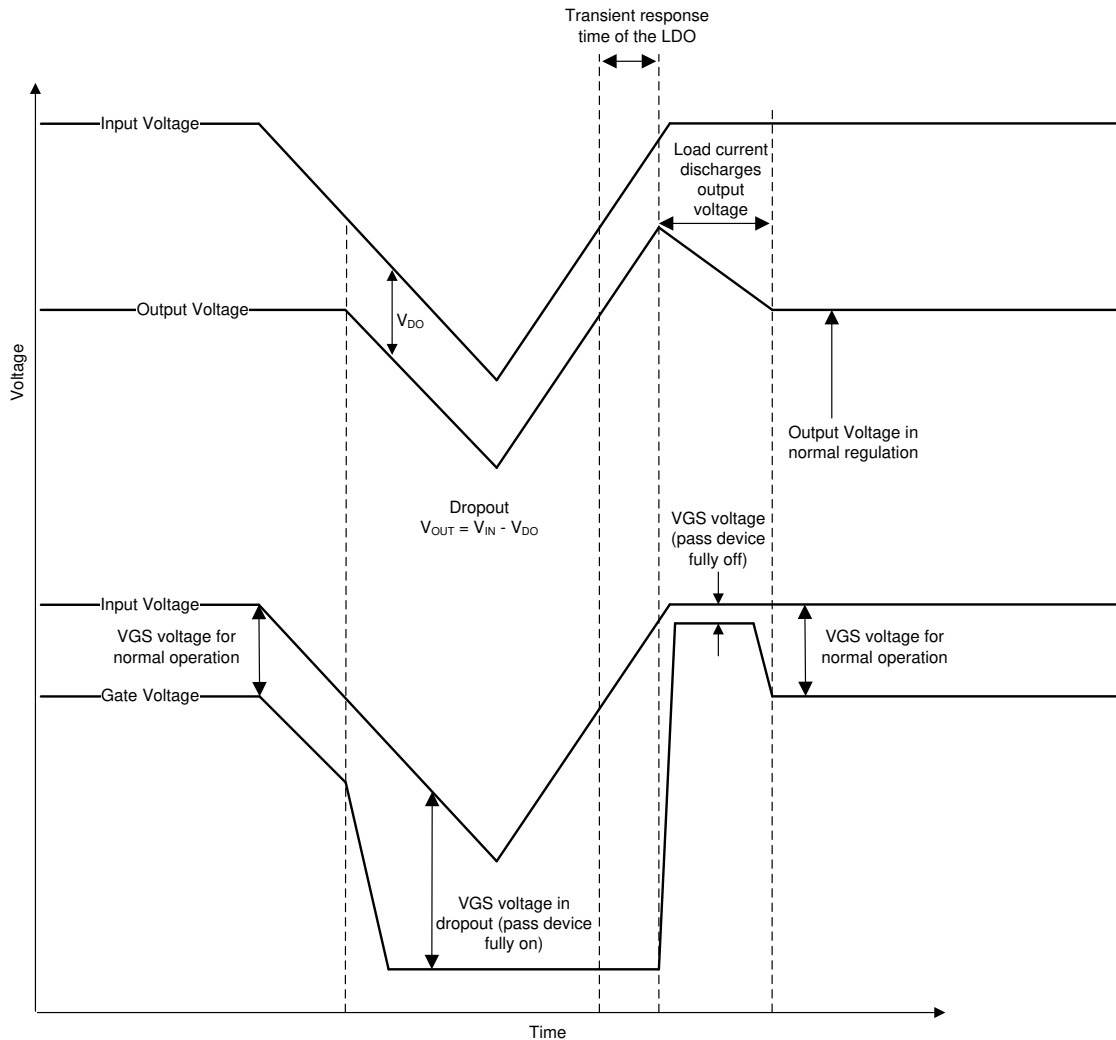 Transient response
time of the LDO
Input Voltage
Load current
discharges
output
voltage
Output Voltage
VDO
Voltage
Output Voltage in
normal regulation
Dropout
VOUT = VIN - VDO
VGS voltage
(pass device
fully off)
Input Voltage
VGS voltage for
normal operation
VGS voltage for
normal operation
Gate Voltage
VGS voltage in
dropout (pass device
fully on)
Time